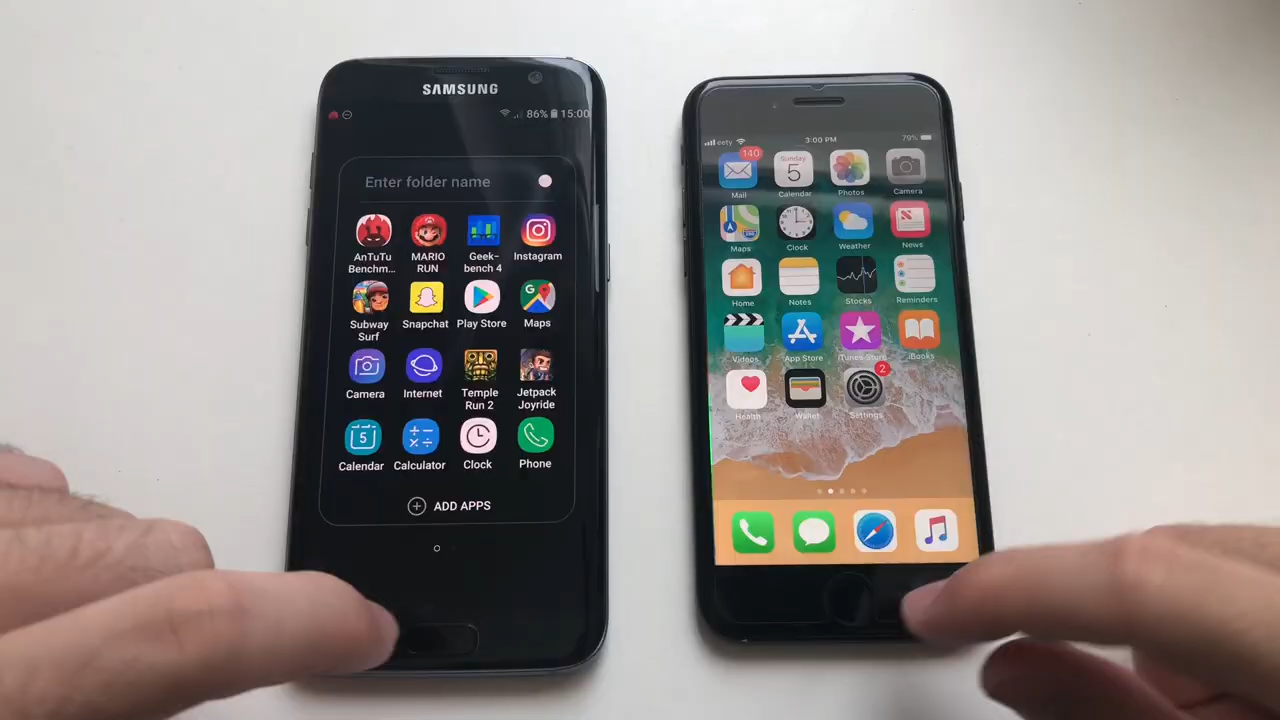 SAMSUNG
86% 15:00
Enter folder name
AnTuTu
Benchm...
MARIO
RUN
Geek-
bench 4
Instagram
Subway
Surf
Snapchat
Play Store
Maps
Camera
Internet
Temple
Run 2
Jetpack
Joyride
5
Calendar
Calculator
Clock
Phone
ADD APPS
eety 3:00 PM 79%
140
Mail
Sunday
5
Calendar
Photos
Camera
Maps
Clock
Weather
News
Home
Notes
Stocks
Reminders
Videos
App Store
iTunes Store
iBooks
Health
Wallet
2
Settings